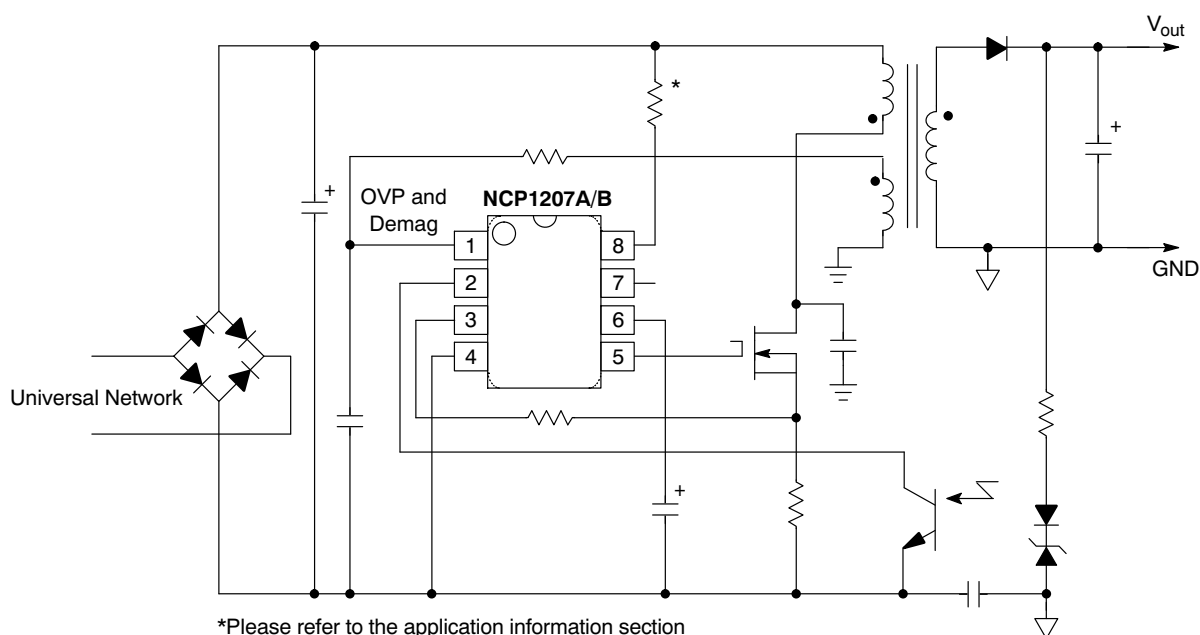 V_out
+
*
+
OVP and
Demag
NCP1207A/B
1
8
2
7
GND
3
6
4
5
Universal Network
+
*Please refer to the application information section